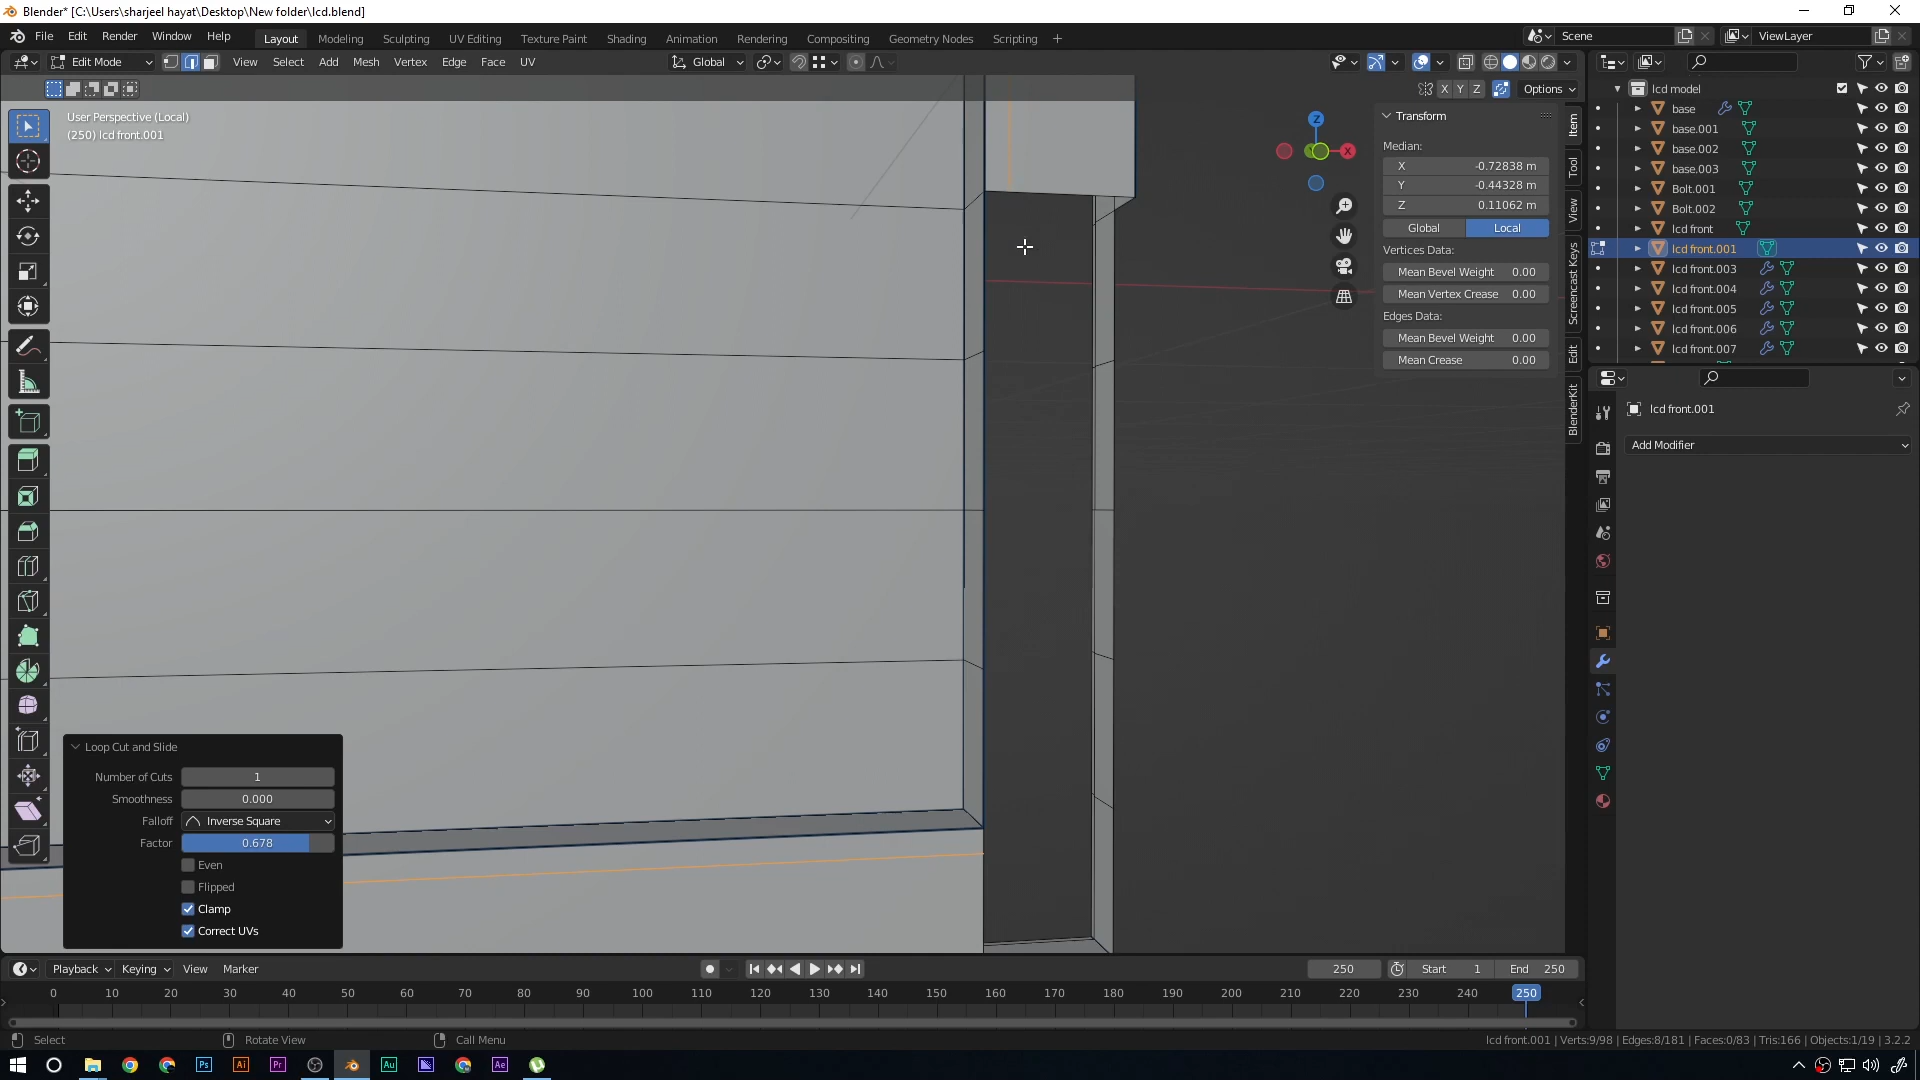 Blender* [C:\Users\sharjeel hayat\Desktop\New folder\lcd.blend]
File Edit Render Window Help Layout Modeling Sculpting UV Editing Texture Paint Shading Animation Rendering Compositing Geometry Nodes Scripting + Scene ViewLayer
Edit Mode View Select Add Mesh Vertex Edge Face UV Global
X Y Z Options
User Perspective (Local)
(250) lcd front.001
Z
X
Transform
Median:
X -0.72838 m
Y -0.44328 m
Z 0.11062 m
Global Local
Vertices Data:
Mean Bevel Weight 0.00
Mean Vertex Crease 0.00
Edges Data:
Mean Bevel Weight 0.00
Mean Crease 0.00
Item
Tool
View
Screencast Keys
Edit
BlenderKit
lcd model
base
base.001
base.002
base.003
Bolt.001
Bolt.002
lcd front
lcd front.001
lcd front.003
lcd front.004
lcd front.005
lcd front.006
lcd front.007
lcd front.001
Add Modifier
Loop Cut and Slide
Number of Cuts 1
Smoothness 0.000
Falloff Inverse Square
Factor 0.678
Even
Flipped
Clamp
Correct UVs
Playback Keying View Marker 250 Start 1 End 250
0 10 20 30 40 50 60 70 80 90 100 110 120 130 140 150 160 170 180 190 200 210 220 230 240 250
Select Rotate View Call Menu lcd front.001 | Verts:9/98 | Edges:8/181 | Faces:0/83 | Tris:166 | Objects:1/19 | 3.2.2
Ps Ai Pr Au Ae